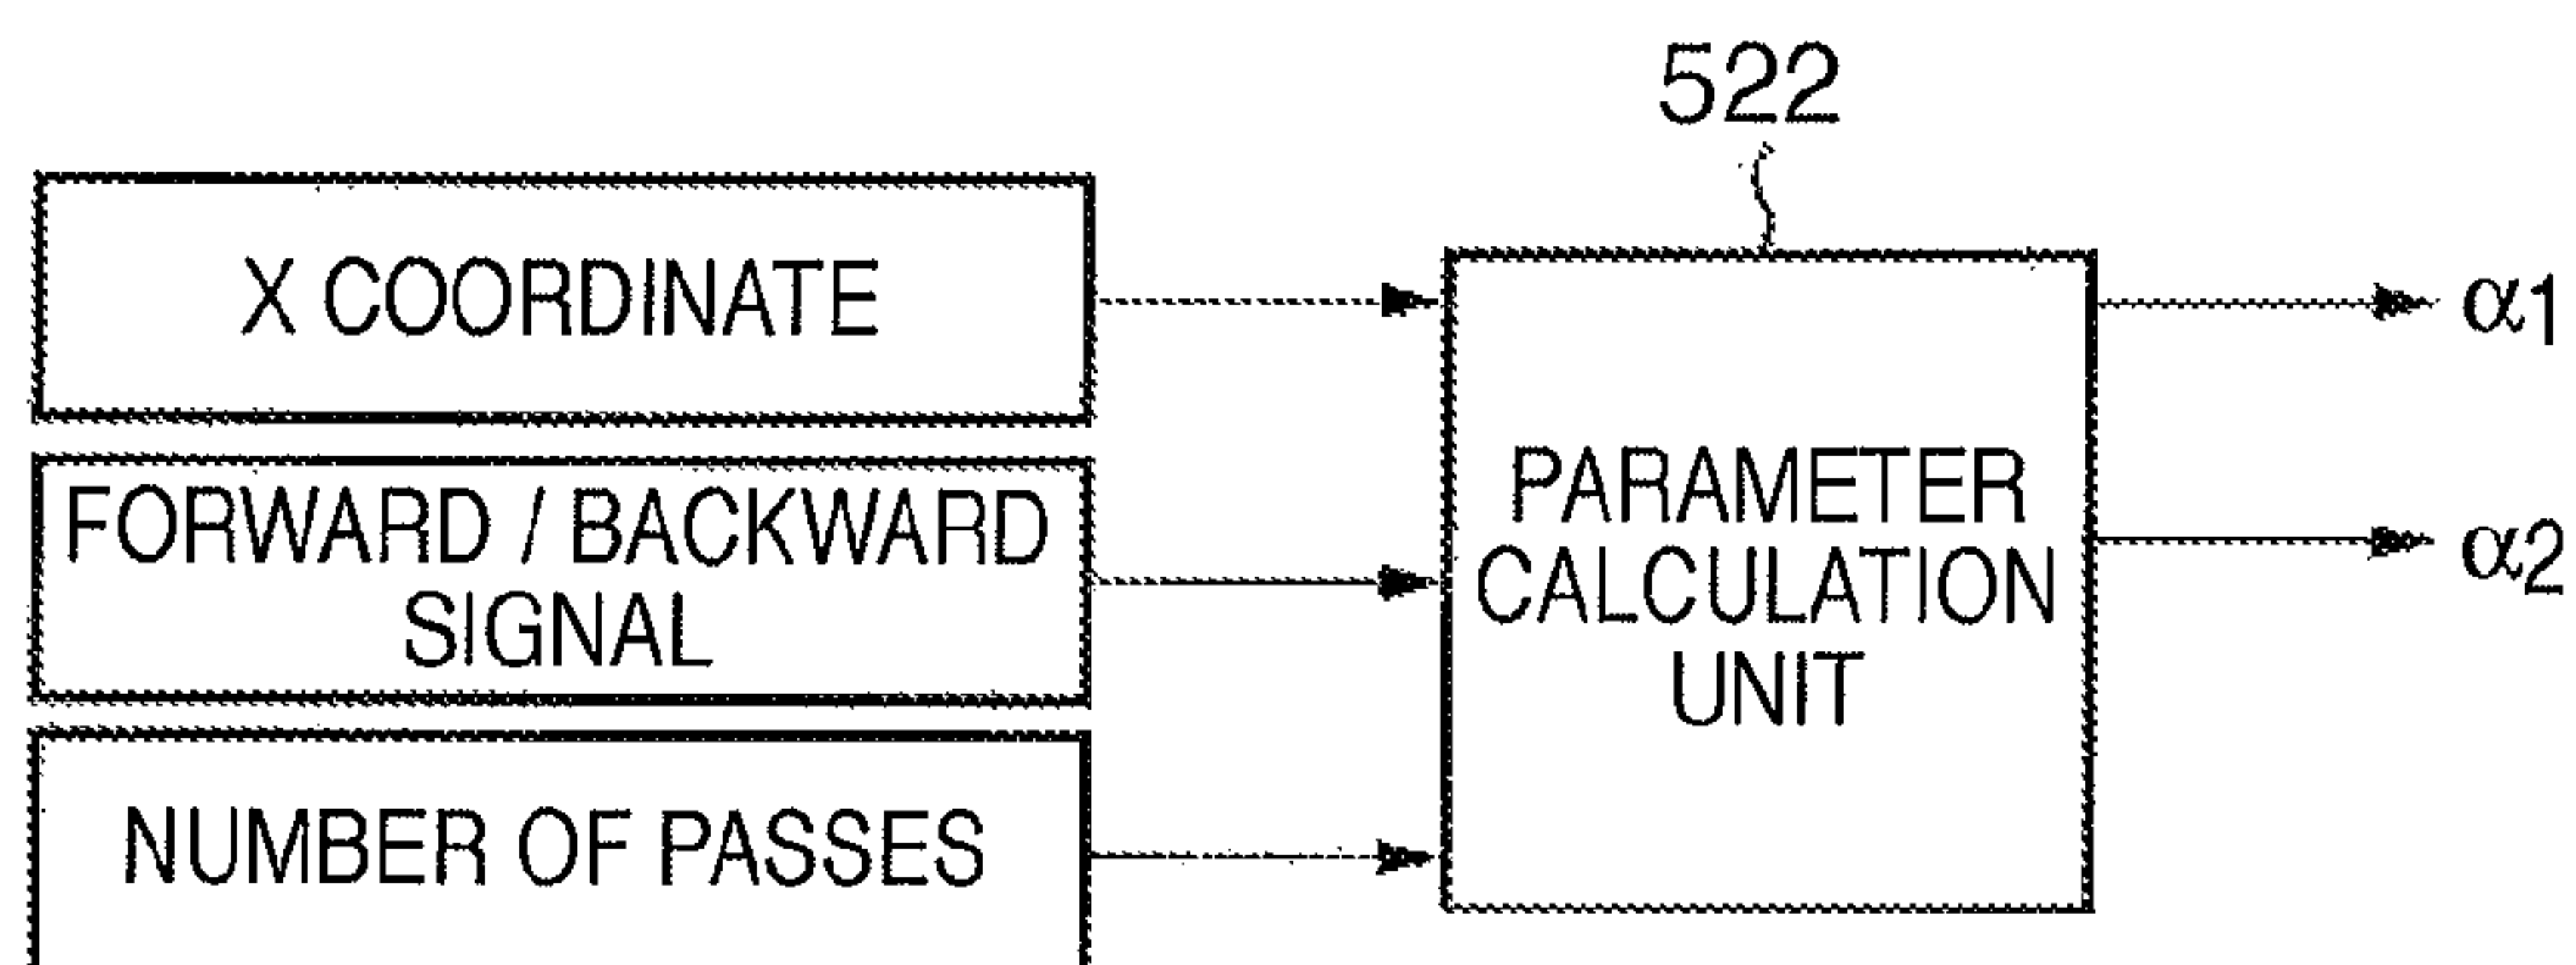 522
X COORDINATE
FORWARD / BACKWARD
SIGNAL
NUMBER OF PASSES
PARAMETER
CALCULATION
UNIT
α1
α2